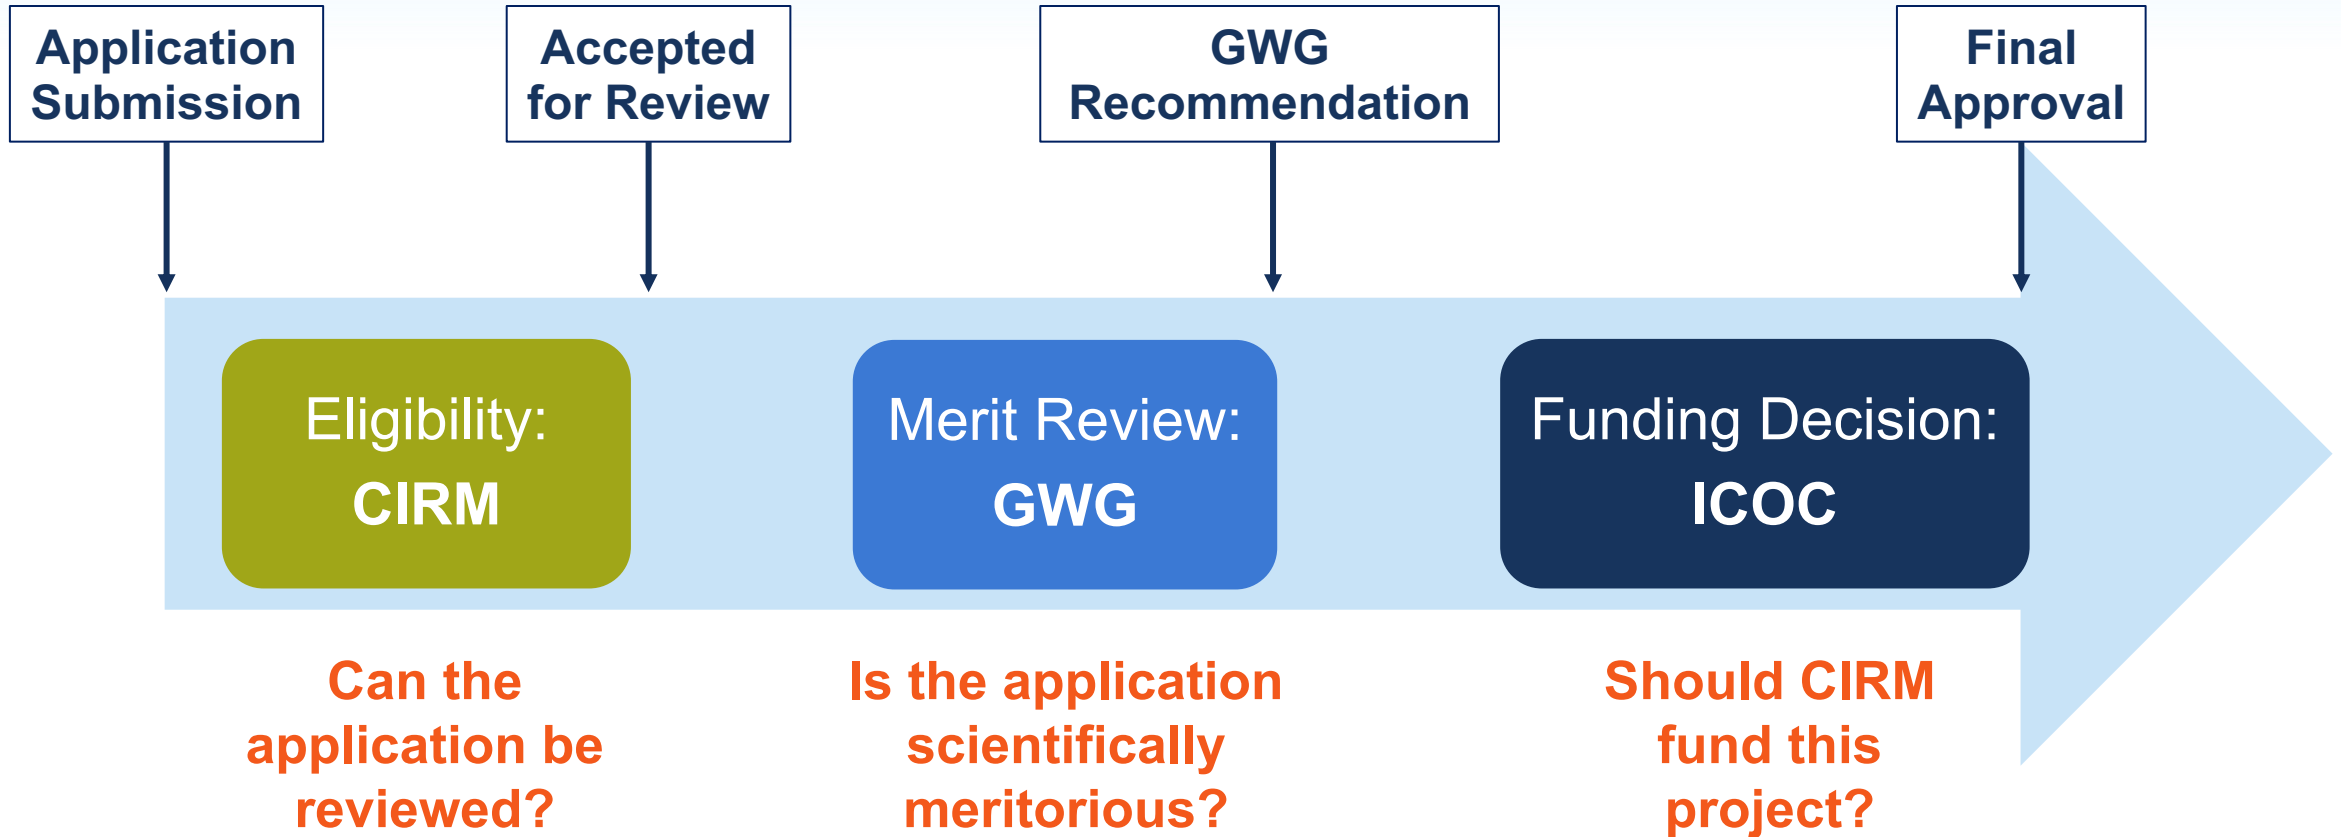 Application
Submission
Accepted
for Review
GWG
Recommendation
Final
Approval
Eligibility:
CIRM
Merit Review:
GWG
Funding Decision:
ICOC
Can the
application be
reviewed?
Is the application
scientifically
meritorious?
Should CIRM
fund this
project?